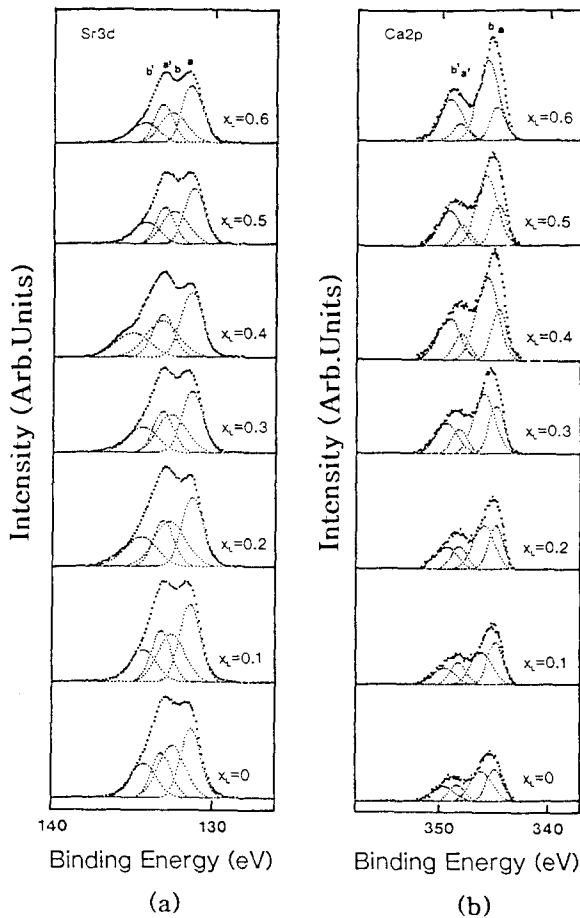 Sr3d
b' a' b a
x_L=0.6
x_L=0.5
x_L=0.4
x_L=0.3
x_L=0.2
x_L=0.1
x_L=0
Intensity (Arb.Units)
140 130
Binding Energy (eV)
(a)
Ca2p
b' a' b a
x_L=0.6
x_L=0.5
x_L=0.4
x_L=0.3
x_L=0.2
x_L=0.1
x_L=0
Intensity (Arb.Units)
350 340
Binding Energy (eV)
(b)